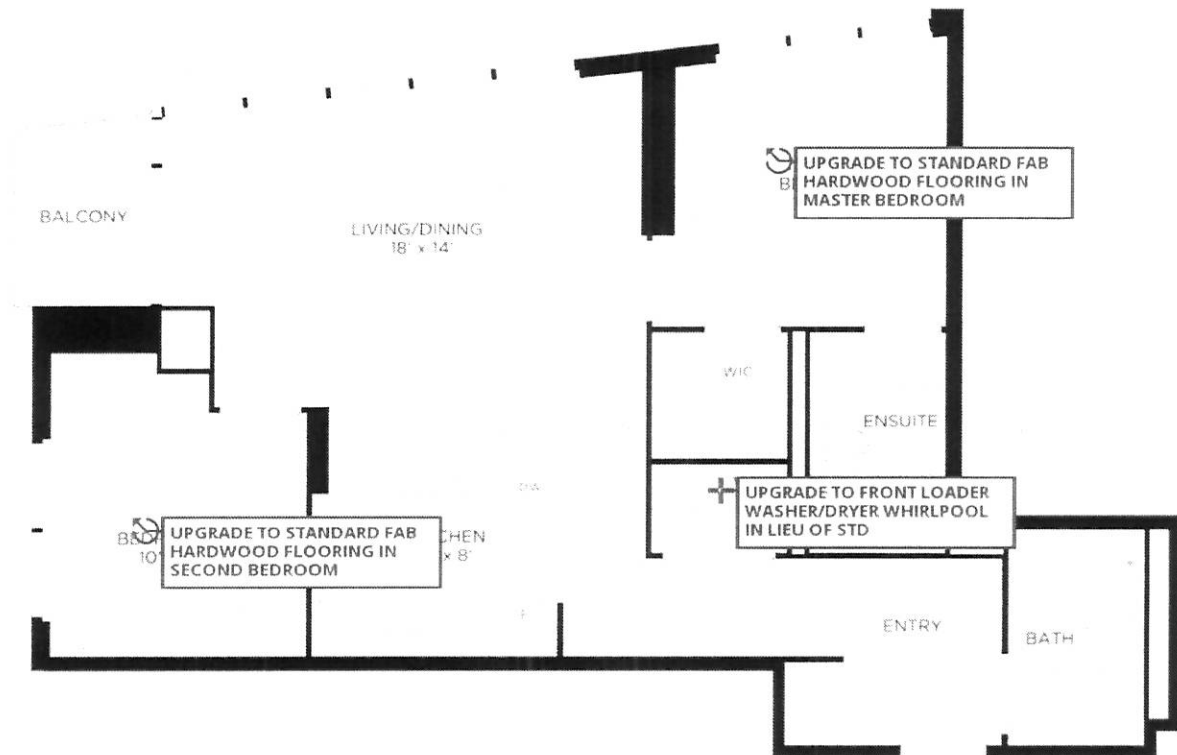 UPGRADE TO STANDARD FAB
HARDWOOD FLOORING IN
MASTER BEDROOM
BALCONY
LIVING/DINING
18' x 14'
WIC
ENSUITE
DW
UPGRADE TO FRONT LOADER
WASHER/DRYER WHIRLPOOL
IN LIEU OF STD
UPGRADE TO STANDARD FAB
HARDWOOD FLOORING IN
SECOND BEDROOM
x 8'
F
ENTRY
BATH